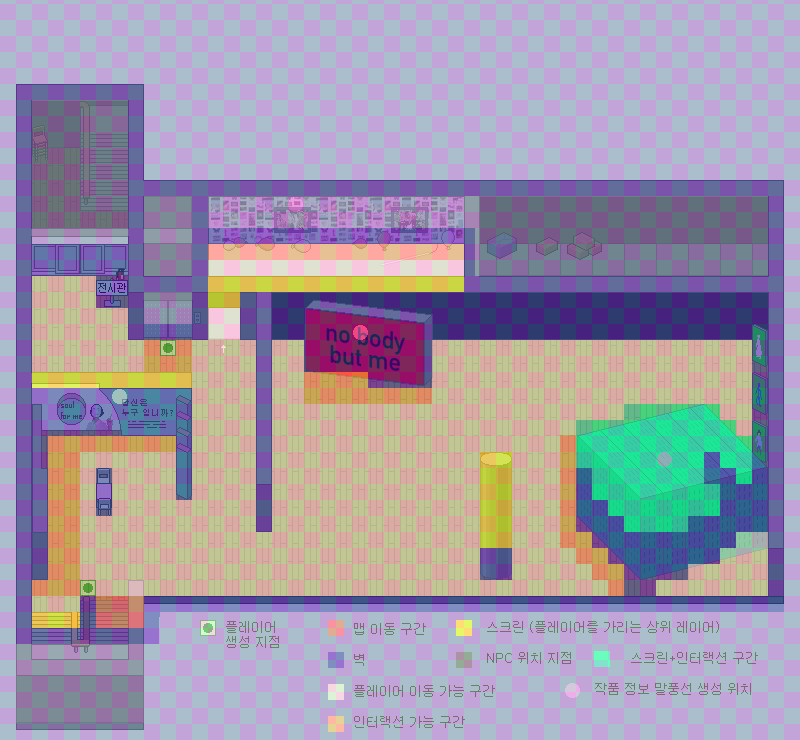 전시관
no body
but me
soul
for me
당신은
누구 입니까?
플레이어
생성 지점
맵 이동 구간
스크린 (플레이어를 가리는 상위 레이어)
벽
NPC 위치 지점
스크린+인터랙션 구간
플레이어 이동 가능 구간
작품 정보 말풍선 생성 위치
인터랙션 가능 구간